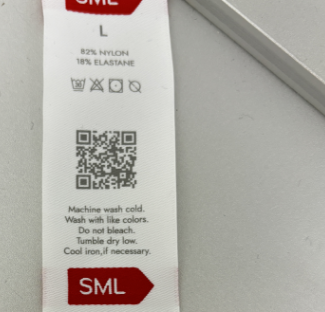 SML
L
82% NYLON
18% ELASTANE
Machine wash cold.
Wash with like colors.
Do not bleach.
Tumble dry low.
Cool iron,if necessary.
SML